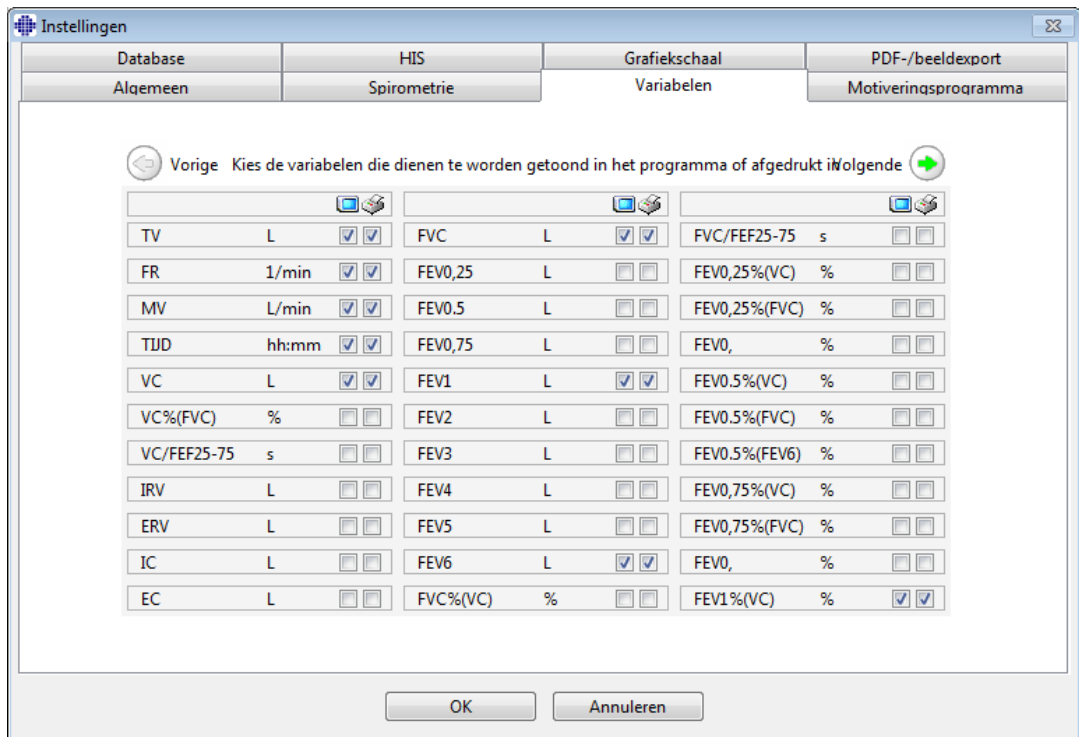 Instellingen
Database HIS Grafiekschaal PDF-/beeldexport
Algemeen Spirometrie Variabelen Motiveringsprogramma
Vorige Kies de variabelen die dienen te worden getoond in het programma of afgedrukt in Volgende
TV L FVC L FVC/FEF25-75 s
FR 1/min FEV0,25 L FEV0,25%(VC) %
MV L/min FEV0.5 L FEV0,25%(FVC) %
TIJD hh:mm FEV0,75 L FEV0, %
VC L FEV1 L FEV0.5%(VC) %
VC%(FVC) % FEV2 L FEV0.5%(FVC) %
VC/FEF25-75 s FEV3 L FEV0.5%(FEV6) %
IRV L FEV4 L FEV0,75%(VC) %
ERV L FEV5 L FEV0,75%(FVC) %
IC L FEV6 L FEV0, %
EC L FVC%(VC) % FEV1%(VC) %
OK Annuleren